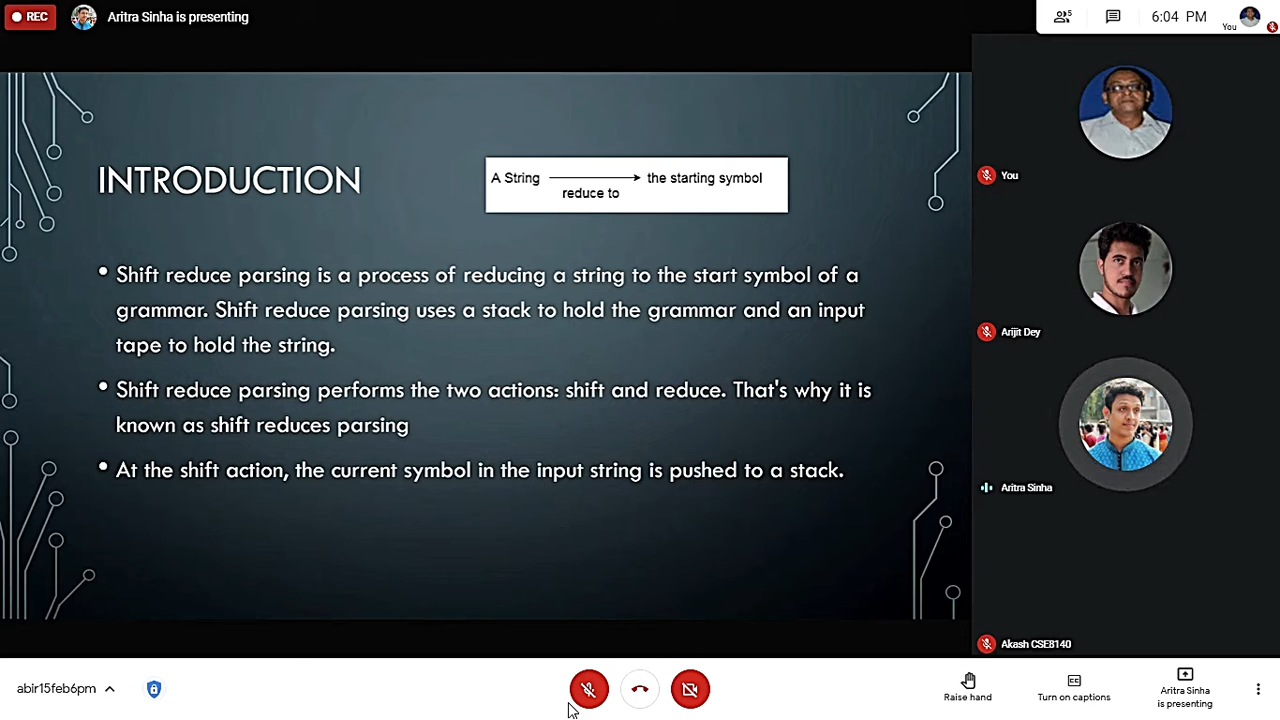 REC
Aritra Sinha is presenting
5
6:04 PM
You
INTRODUCTION
A String
the starting symbol
reduce to
• Shift reduce parsing is a process of reducing a string to the start symbol of a
grammar. Shift reduce parsing uses a stack to hold the grammar and an input
tape to hold the string.
• Shift reduce parsing performs the two actions: shift and reduce. That's why it is
known as shift reduces parsing
• At the shift action, the current symbol in the input string is pushed to a stack.
You
Arijit Dey
Aritra Sinha
Akash CSE8140
abir15feb6pm
Raise hand
Turn on captions
Aritra Sinha
is presenting